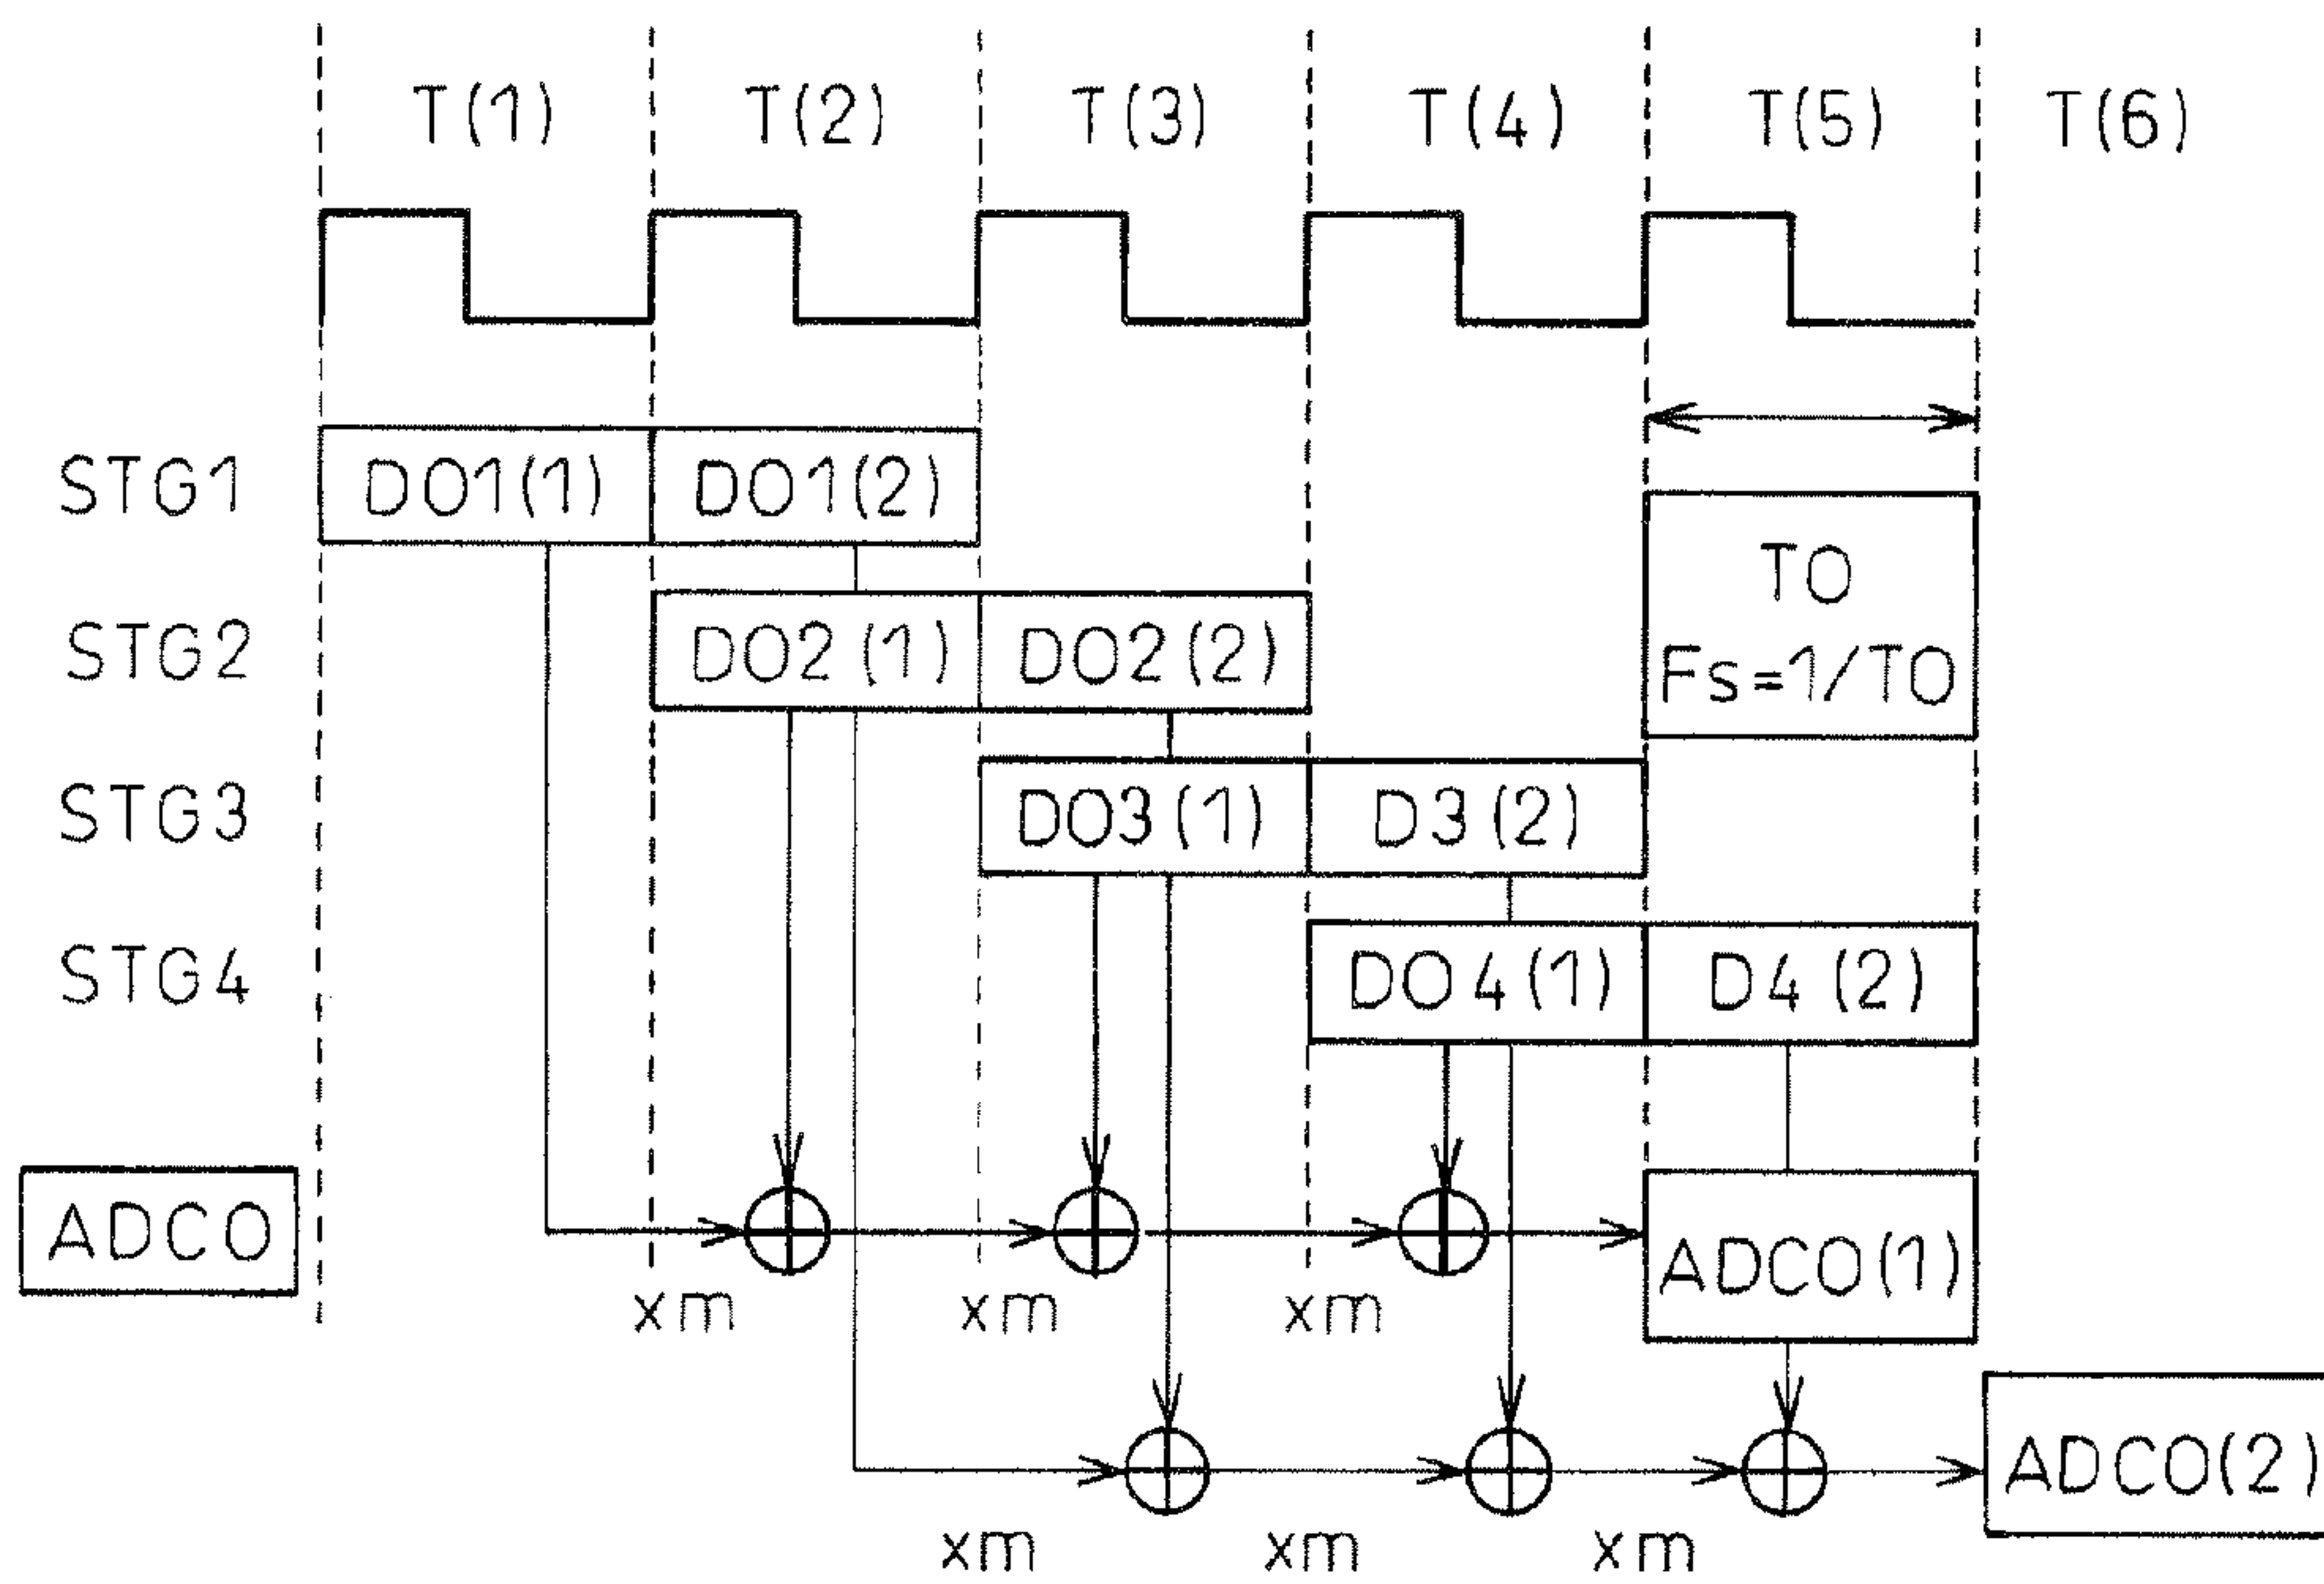 T(1) T(2) T(3) T(4) T(5) T(6)
STG1 DO1(1) DO1(2)
TO
Fs=1/TO
STG2 DO2(1) DO2(2)
STG3 DO3(1) D3(2)
STG4 DO4(1) D4(2)
ADCO ADCO(1)
xm xm xm
ADCO(2)
xm xm xm